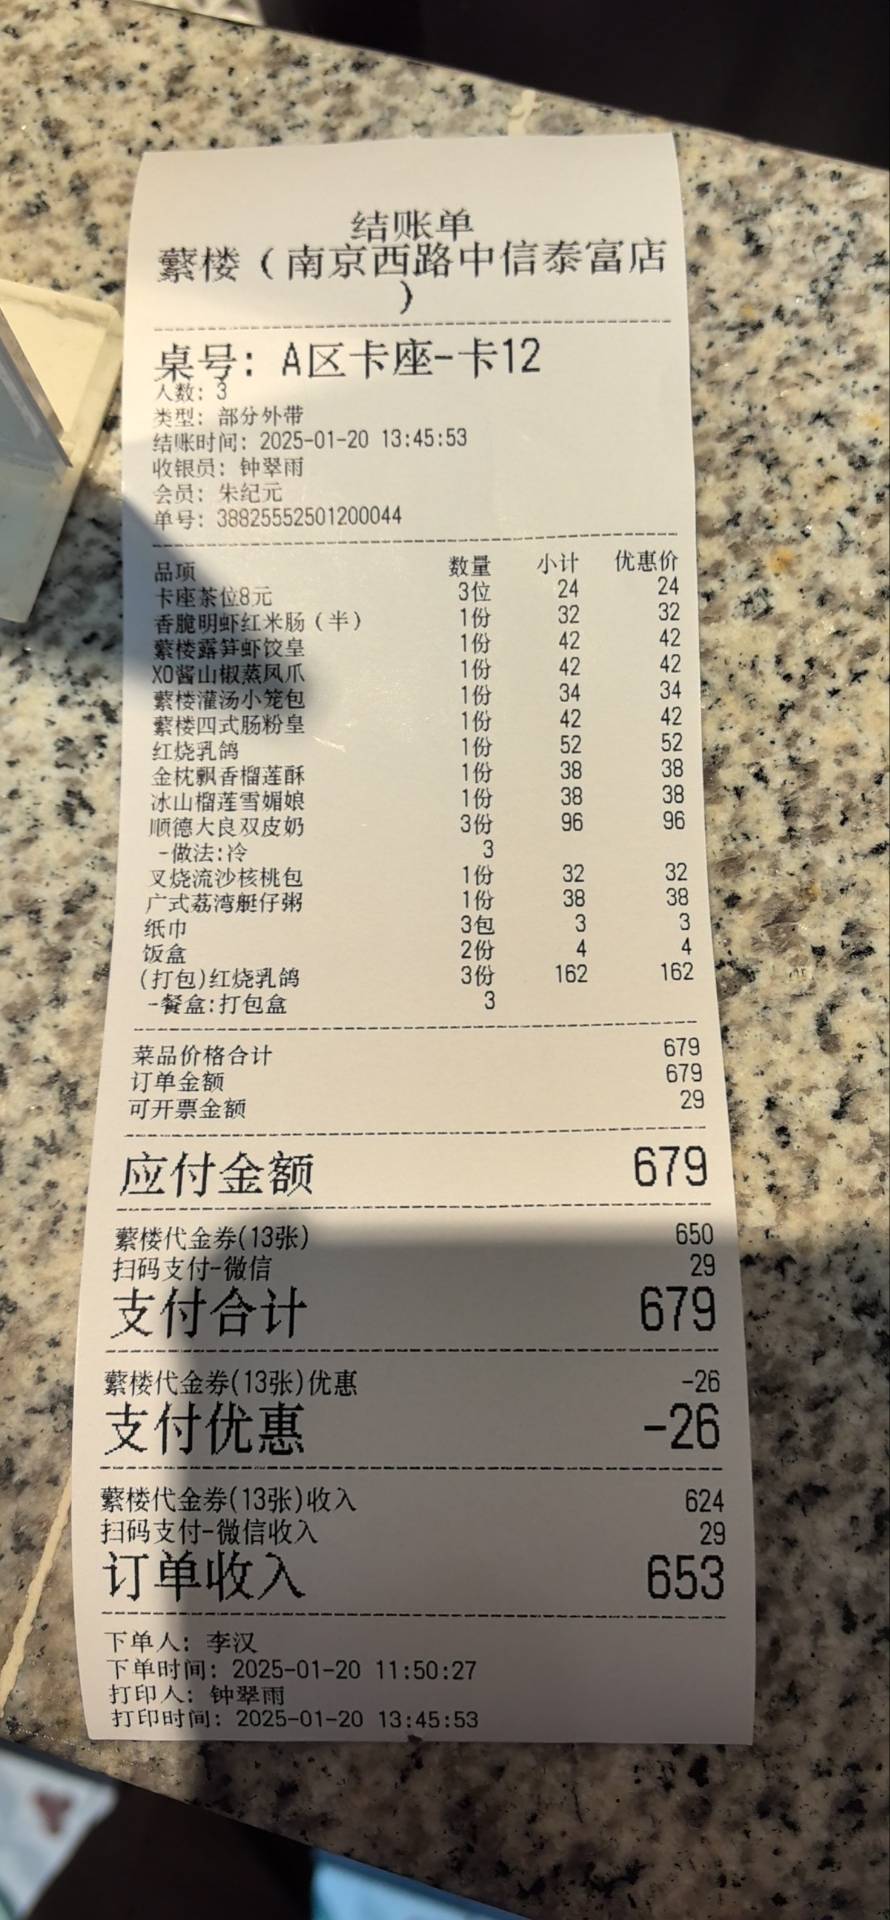 结账单
蘩楼（南京西路中信泰富店
）
桌号: A区卡座-卡12
人数: 3
类型: 部分外带
结账时间: 2025-01-20 13:45:53
收银员: 钟翠雨
会员: 朱纪元
单号: 38825552501200044
品项 数量 小计 优惠价
卡座茶位8元 3位 24 24
香脆明虾红米肠（半） 1份 32 32
蘩楼露笋虾饺皇 1份 42 42
XO酱山椒蒸凤爪 1份 42 42
蘩楼灌汤小笼包 1份 34 34
蘩楼四式肠粉皇 1份 42 42
红烧乳鸽 1份 52 52
金枕飘香榴莲酥 1份 38 38
冰山榴莲雪媚娘 1份 38 38
顺德大良双皮奶 3份 96 96
-做法:冷 3
叉烧流沙核桃包 1份 32 32
广式荔湾艇仔粥 1份 38 38
纸巾 3包 3 3
饭盒 2份 4 4
(打包)红烧乳鸽 3份 162 162
-餐盒:打包盒 3
菜品价格合计 679
订单金额 679
可开票金额 29
应付金额 679
蘩楼代金券(13张) 650
扫码支付-微信 29
支付合计 679
蘩楼代金券(13张)优惠 -26
支付优惠 -26
蘩楼代金券(13张)收入 624
扫码支付-微信收入 29
订单收入 653
下单人: 李汉
下单时间: 2025-01-20 11:50:27
打印人: 钟翠雨
打印时间: 2025-01-20 13:45:53